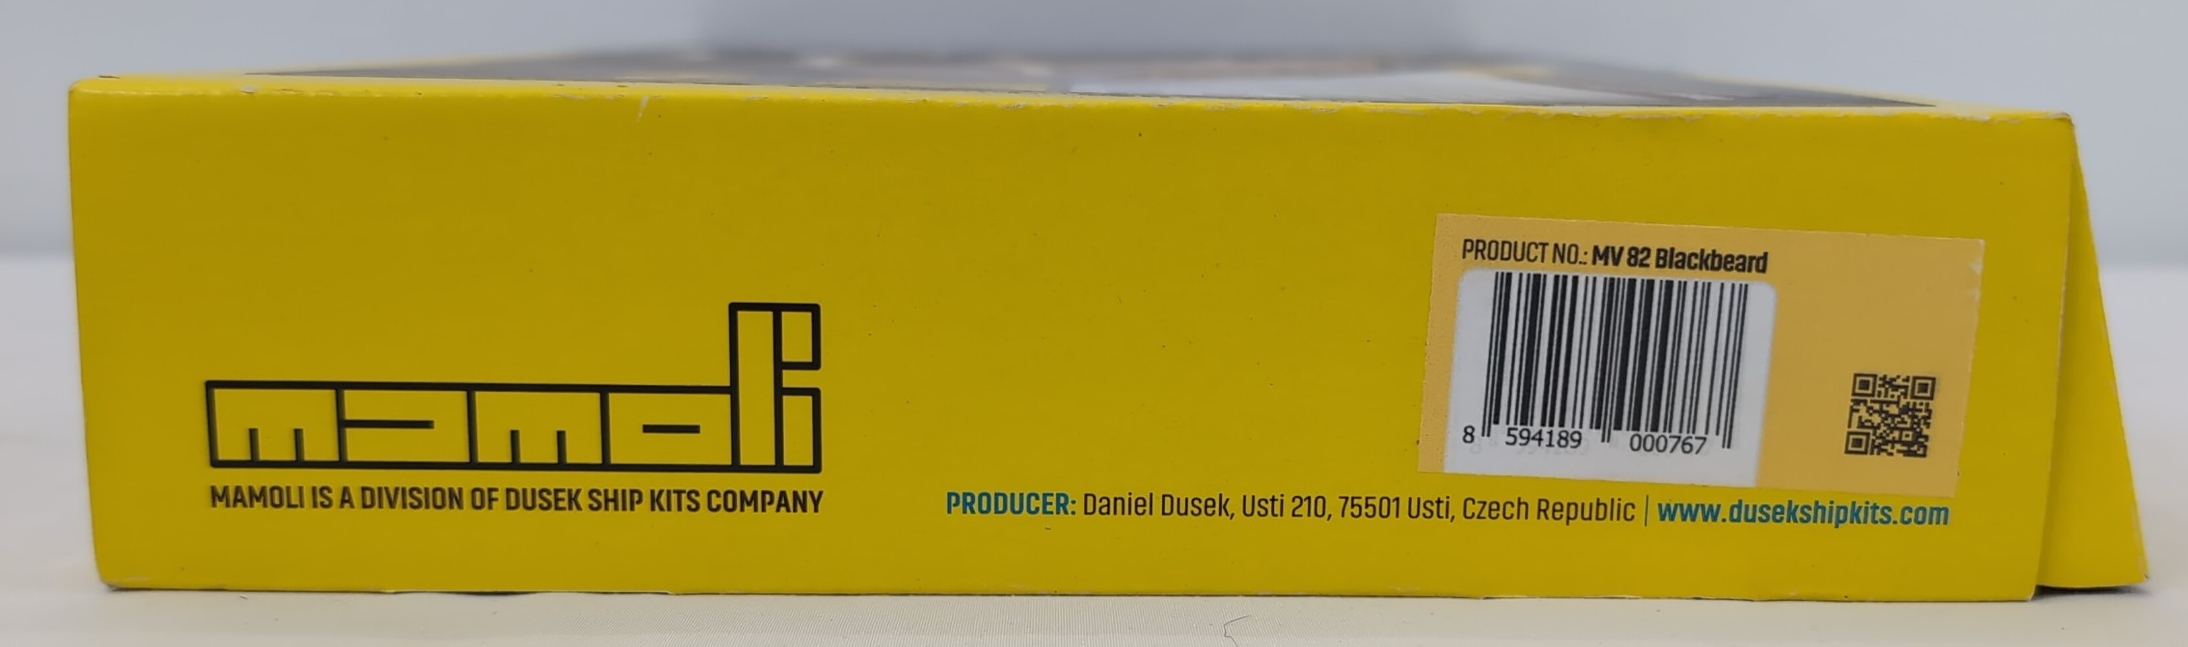 PRODUCT NO.: MV 82 Blackbeard
8 594189 000767
mamoli
MAMOLI IS A DIVISION OF DUSEK SHIP KITS COMPANY
PRODUCER: Daniel Dusek, Usti 210, 75501 Usti, Czech Republic | www.dusekshipkits.com